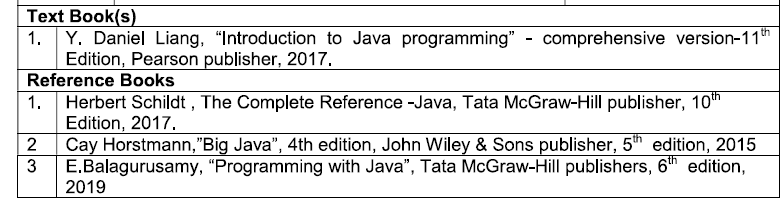 Text Book(s)
1. Y. Daniel Liang, “Introduction to Java programming” - comprehensive version-11th
Edition, Pearson publisher, 2017.
Reference Books
1. Herbert Schildt , The Complete Reference -Java, Tata McGraw-Hill publisher, 10th
Edition, 2017.
2 Cay Horstmann,”Big Java”, 4th edition, John Wiley & Sons publisher, 5th edition, 2015
3 E.Balagurusamy, “Programming with Java”, Tata McGraw-Hill publishers, 6th edition,
2019